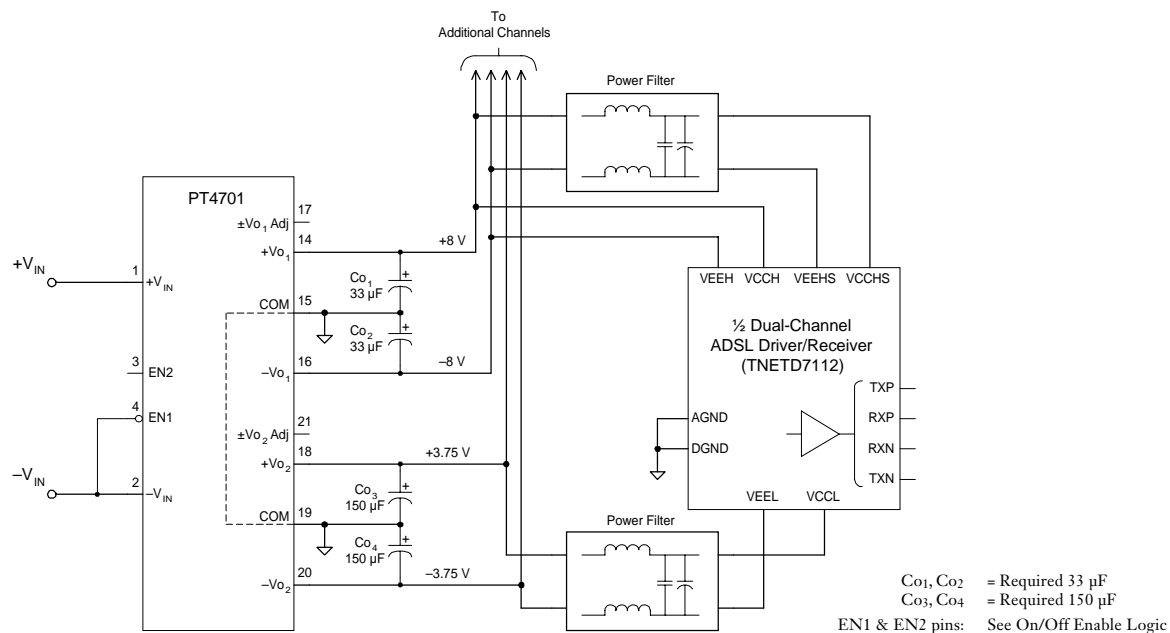 To
Additional Channels
Power Filter
PT4701
17
±Vo1 Adj
14
+Vo1
+8 V
+VIN
1
+VIN
Co1
33 µF
+
COM
15
Co2
33 µF
+
16
–Vo1
–8 V
3
EN2
4
EN1
21
±Vo2 Adj
18
+Vo2
+3.75 V
–VIN
2
–VIN
Co3
150 µF
+
COM
19
Co4
150 µF
+
20
–Vo2
–3.75 V
VEEH
VCCH
VEEHS
VCCHS
½ Dual-Channel
ADSL Driver/Receiver
(TNETD7112)
TXP
AGND
RXP
DGND
RXN
TXN
VEEL
VCCL
Power Filter
Co1, Co2 = Required 33 µF
Co3, Co4 = Required 150 µF
EN1 & EN2 pins: See On/Off Enable Logic